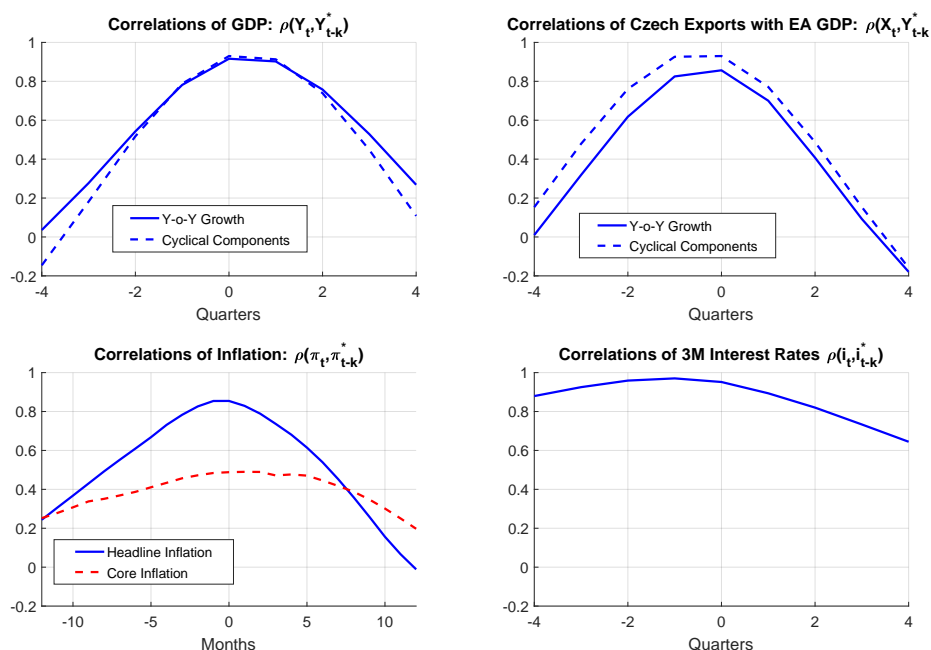 Correlations of GDP: ρ(Y_t,Y*_t-k)
1
0.8
0.6
0.4
0.2
0
-0.2
-4 -2 0 2 4
Quarters
Y-o-Y Growth
Cyclical Components
Correlations of Czech Exports with EA GDP: ρ(X_t,Y*_t-k
1
0.8
0.6
0.4
0.2
0
-0.2
-4 -2 0 2 4
Quarters
Y-o-Y Growth
Cyclical Components
Correlations of Inflation: ρ(π_t,π*_t-k)
1
0.8
0.6
0.4
0.2
0
-0.2
-10 -5 0 5 10
Months
Headline Inflation
Core Inflation
Correlations of 3M Interest Rates ρ(i_t,i*_t-k)
1
0.8
0.6
0.4
0.2
0
-0.2
-4 -2 0 2 4
Quarters